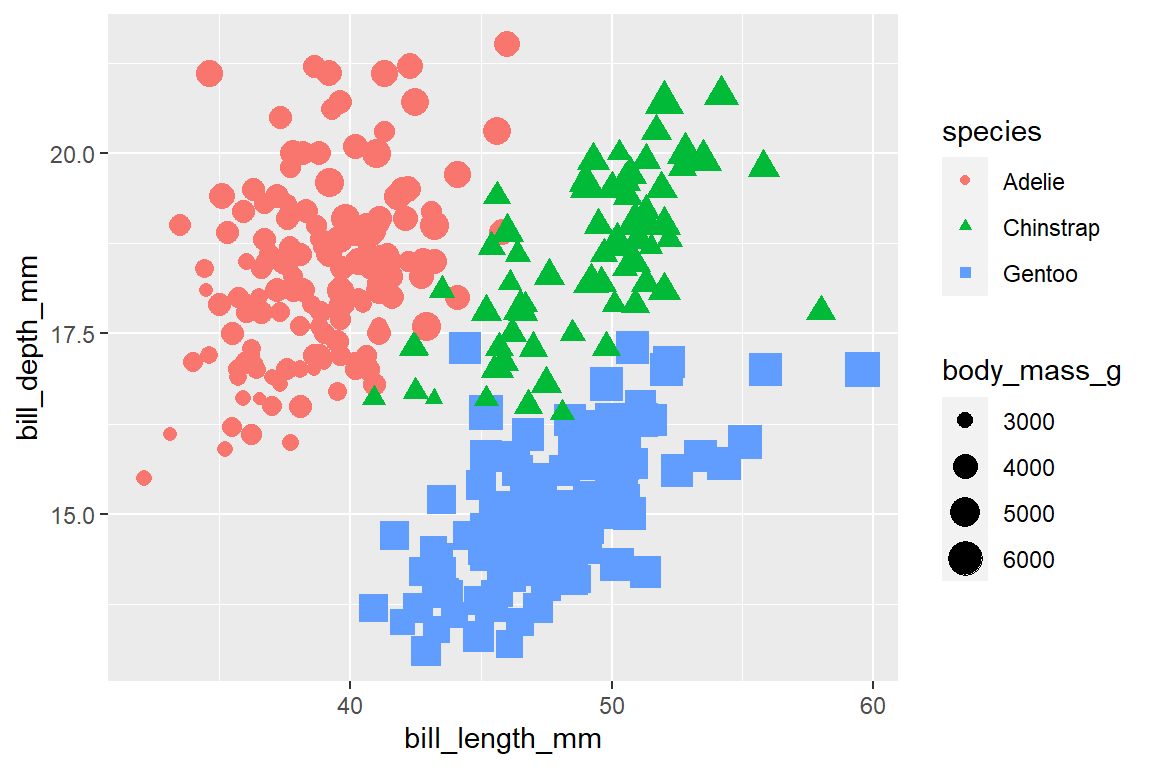 species
Adelie
Chinstrap
Gentoo
body_mass_g
3000
4000
5000
6000
bill_depth_mm
20.0
17.5
15.0
40 50 60
bill_length_mm